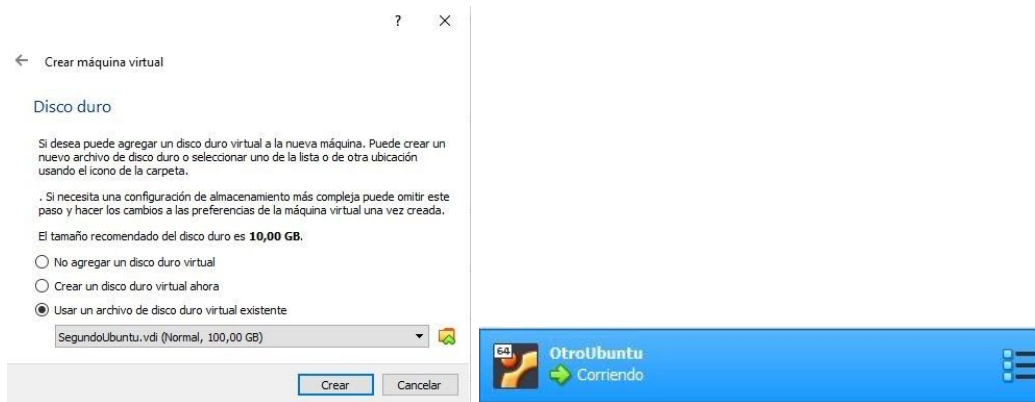 ?
Crear máquina virtual
Disco duro
Si desea puede agregar un disco duro virtual a la nueva máquina. Puede crear un
nuevo archivo de disco duro o seleccionar uno de la lista o de otra ubicación
usando el icono de la carpeta.
. Si necesita una configuración de almacenamiento más compleja puede omitir este
paso y hacer los cambios a las preferencias de la máquina virtual una vez creada.
El tamaño recomendado del disco duro es 10,00 GB.
No agregar un disco duro virtual
Crear un disco duro virtual ahora
Usar un archivo de disco duro virtual existente
SegundoUbuntu.vdi (Normal, 100,00 GB)
Crear Cancelar
64
OtroUbuntu
Corriendo